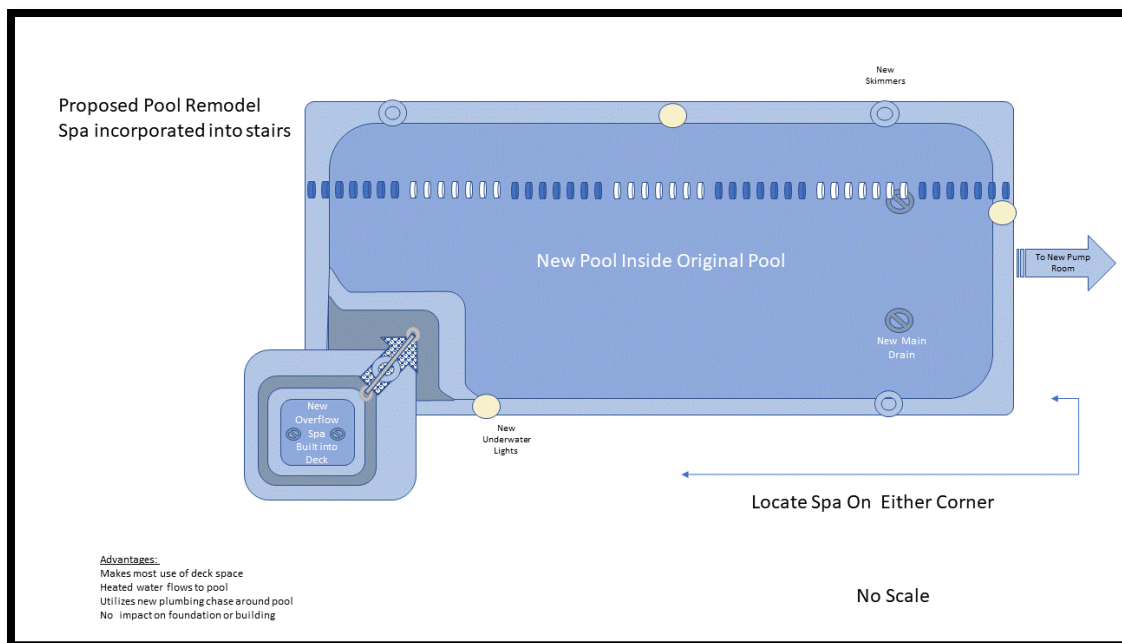 New
Skimmers
Proposed Pool Remodel
Spa incorporated into stairs
New Pool Inside Original Pool
To New Pump
Room
New Main
Drain
New
Overflow
Spa
Built into
Deck
New
Underwater
Lights
Locate Spa On Either Corner
Advantages:
Makes most use of deck space
Heated water flows to pool
Utilizes new plumbing chase around pool
No impact on foundation or building
No Scale